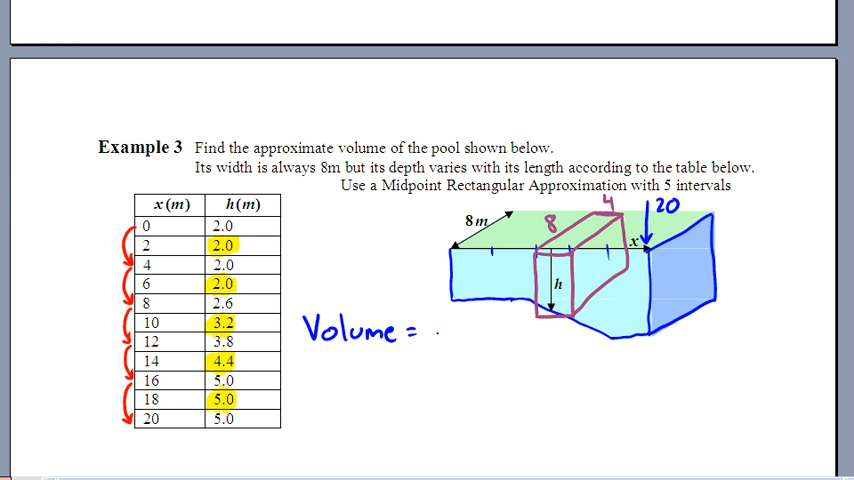 Example 3 Find the approximate volume of the pool shown below.
Its width is always 8m but its depth varies with its length according to the table below.
Use a Midpoint Rectangular Approximation with 5 intervals
x (m) h (m)
0 2.0
2 2.0
4 2.0
6 2.0
8 2.6
10 3.2
12 3.8
14 4.4
16 5.0
18 5.0
20 5.0
8 m
8
4
20
x
h
Volume =